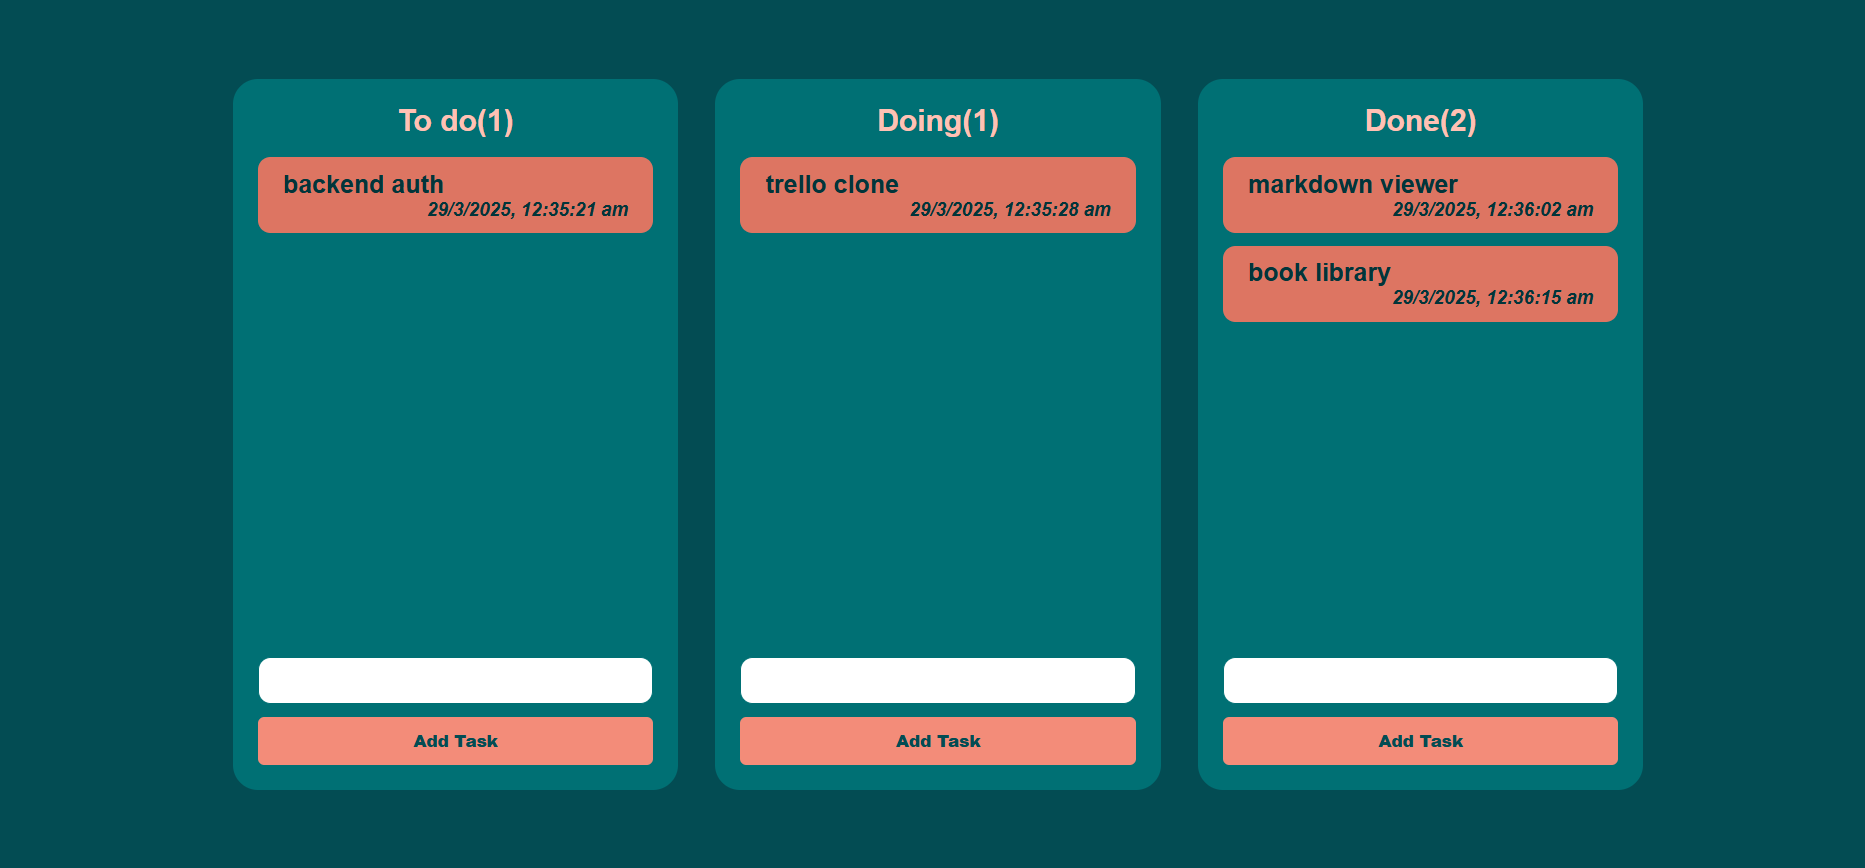 To do(1)
backend auth
29/3/2025, 12:35:21 am
Add Task
Doing(1)
trello clone
29/3/2025, 12:35:28 am
Add Task
Done(2)
markdown viewer
29/3/2025, 12:36:02 am
book library
29/3/2025, 12:36:15 am
Add Task